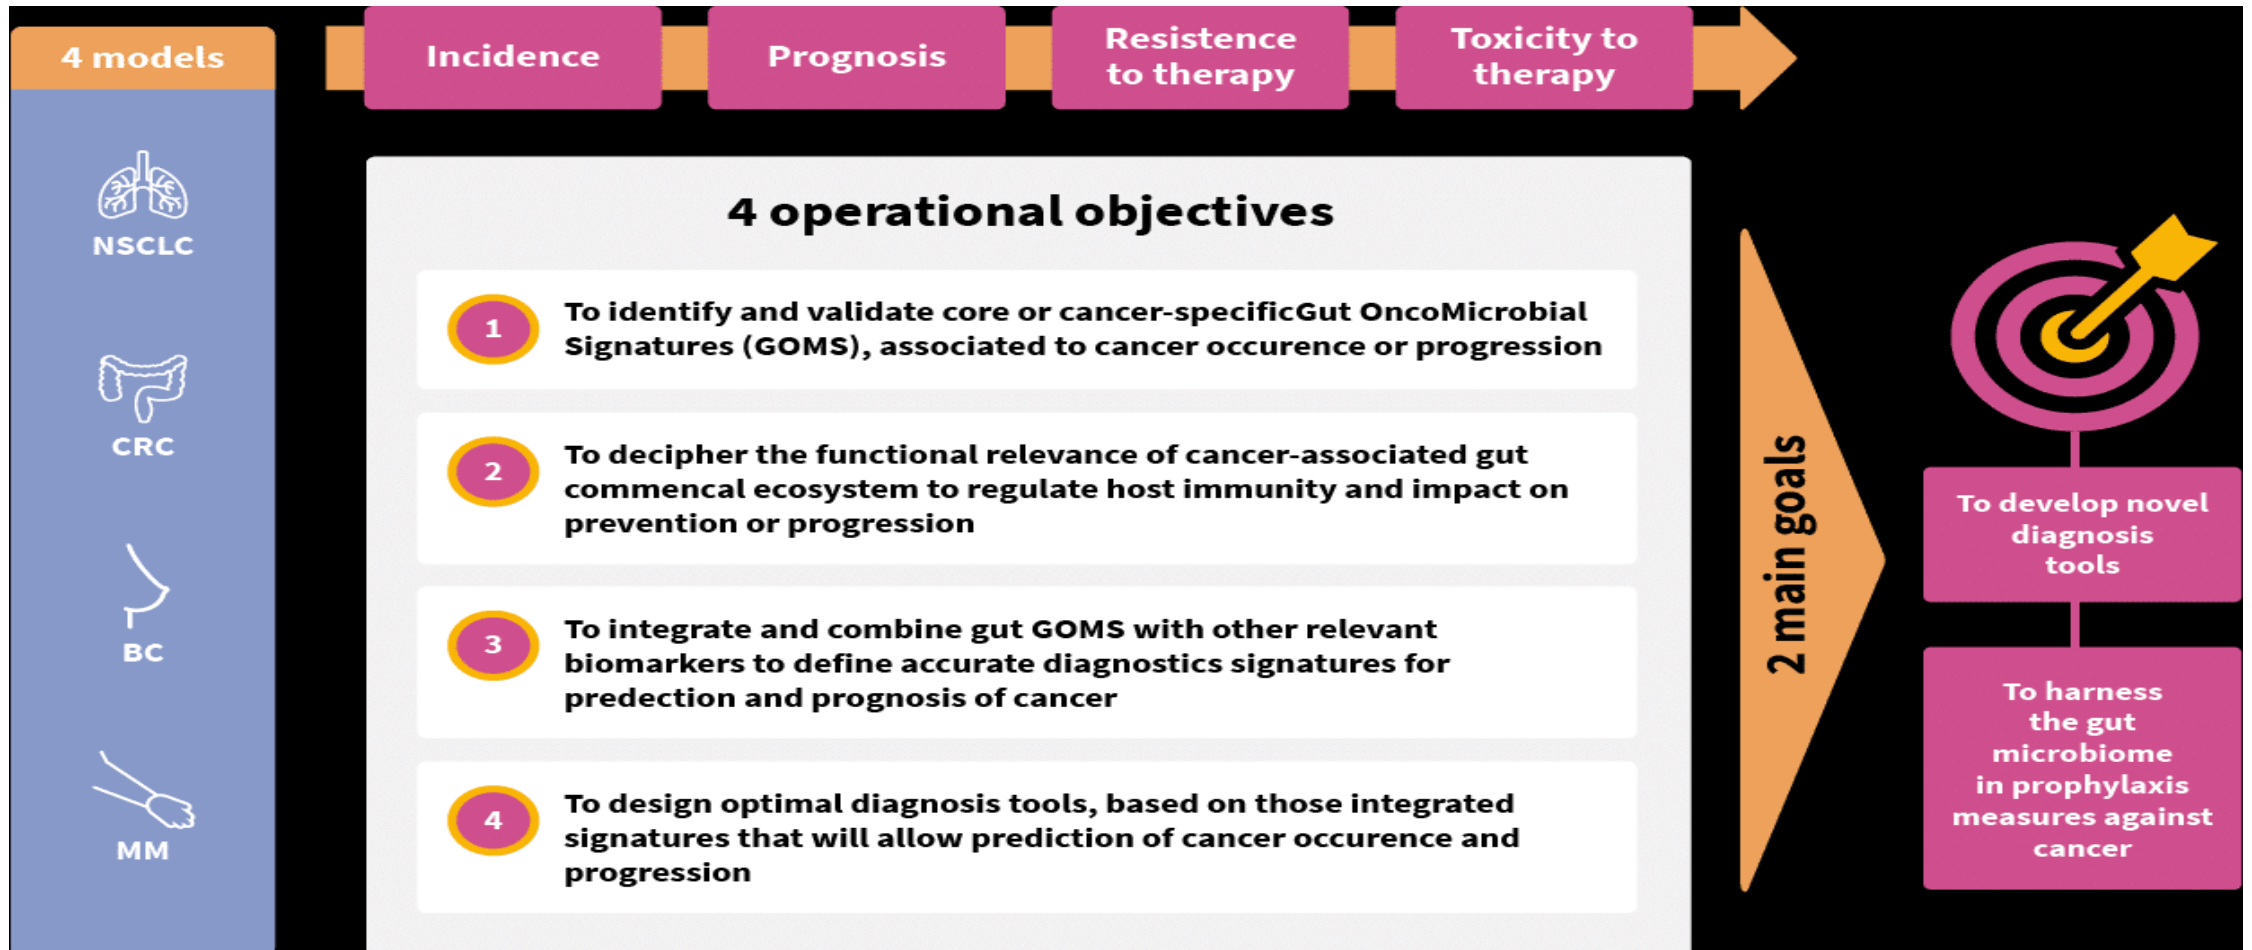 4 models
NSCLC
CRC
BC
MM
Incidence
Prognosis
Resistence
to therapy
Toxicity to
therapy
4 operational objectives
1
To identify and validate core or cancer-specificGut OncoMicrobial
Signatures (GOMS), associated to cancer occurence or progression
2
To decipher the functional relevance of cancer-associated gut
commencal ecosystem to regulate host immunity and impact on
prevention or progression
3
To integrate and combine gut GOMS with other relevant
biomarkers to define accurate diagnostics signatures for
predection and prognosis of cancer
4
To design optimal diagnosis tools, based on those integrated
signatures that will allow prediction of cancer occurence and
progression
2 main goals
To develop novel
diagnosis
tools
To harness
the gut
microbiome
in prophylaxis
measures against
cancer